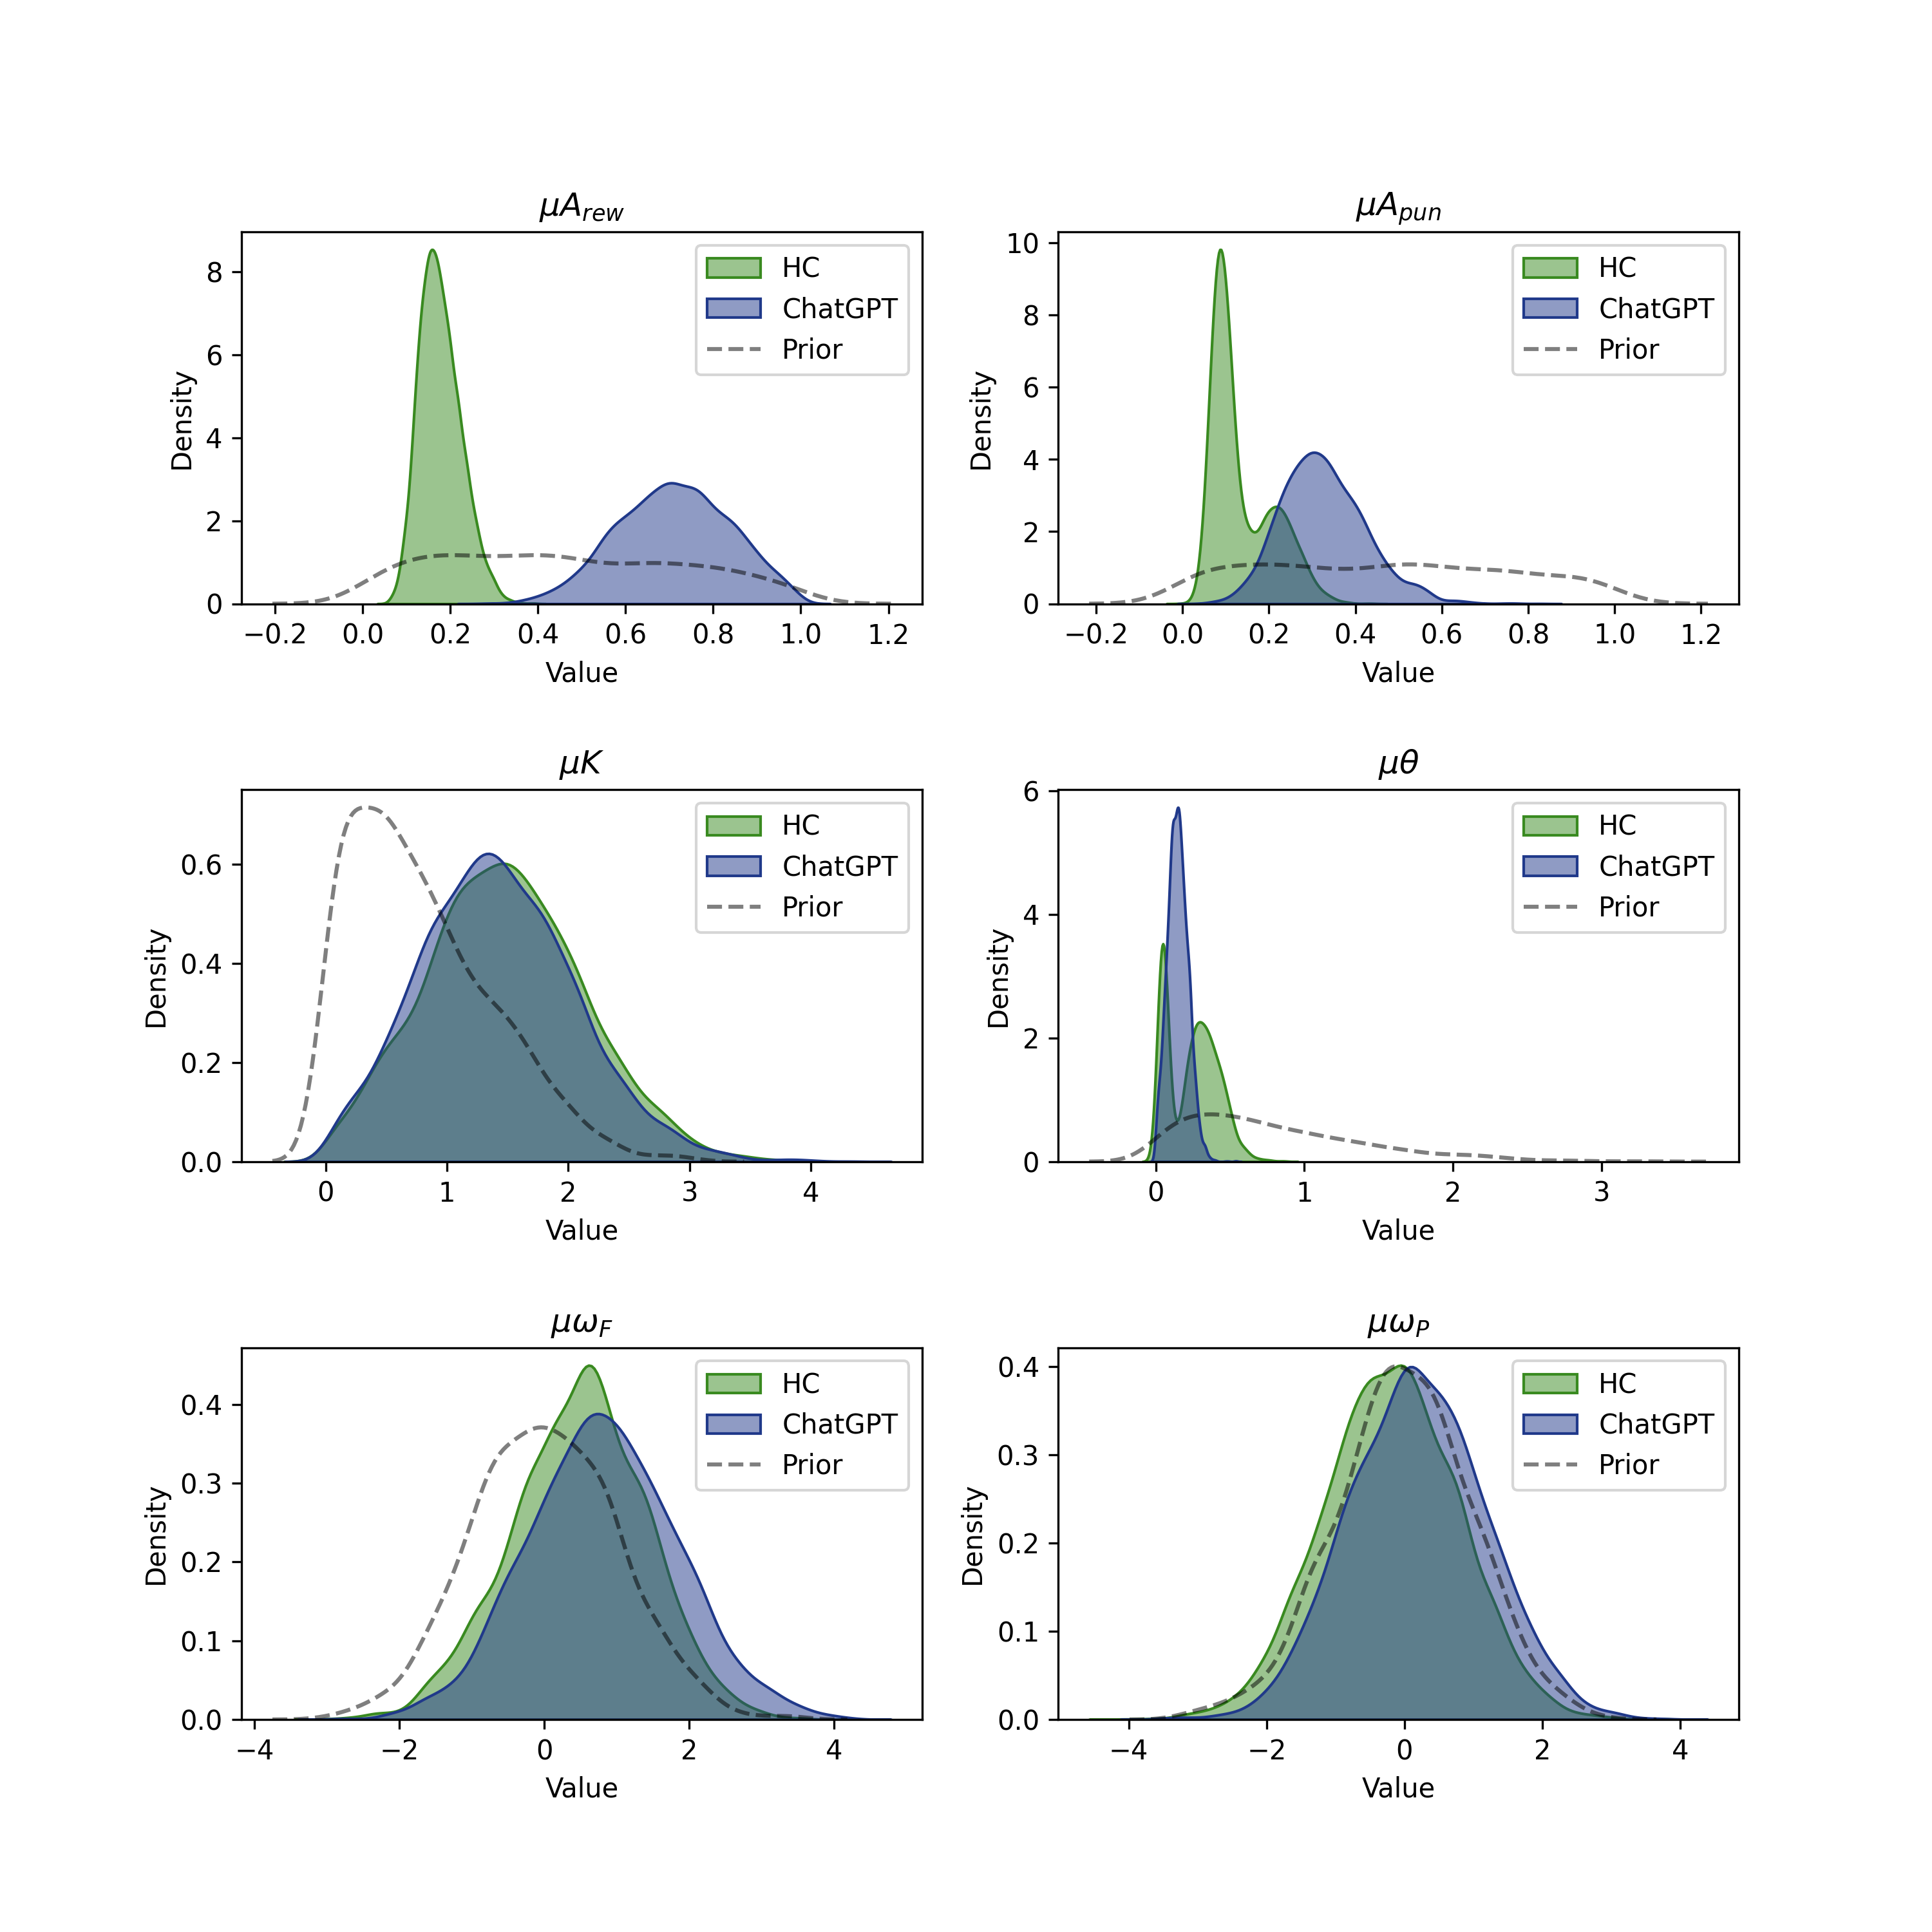 μA_rew
8
6
4
2
0
Density
−0.2 0.0 0.2 0.4 0.6 0.8 1.0 1.2
Value
HC
ChatGPT
Prior
μA_pun
10
8
6
4
2
0
Density
−0.2 0.0 0.2 0.4 0.6 0.8 1.0 1.2
Value
HC
ChatGPT
Prior
μK
0.6
0.4
0.2
0.0
Density
0 1 2 3 4
Value
HC
ChatGPT
Prior
μθ
6
4
2
0
Density
0 1 2 3
Value
HC
ChatGPT
Prior
μω_F
0.4
0.3
0.2
0.1
0.0
Density
−4 −2 0 2 4
Value
HC
ChatGPT
Prior
μω_P
0.4
0.3
0.2
0.1
0.0
Density
−4 −2 0 2 4
Value
HC
ChatGPT
Prior